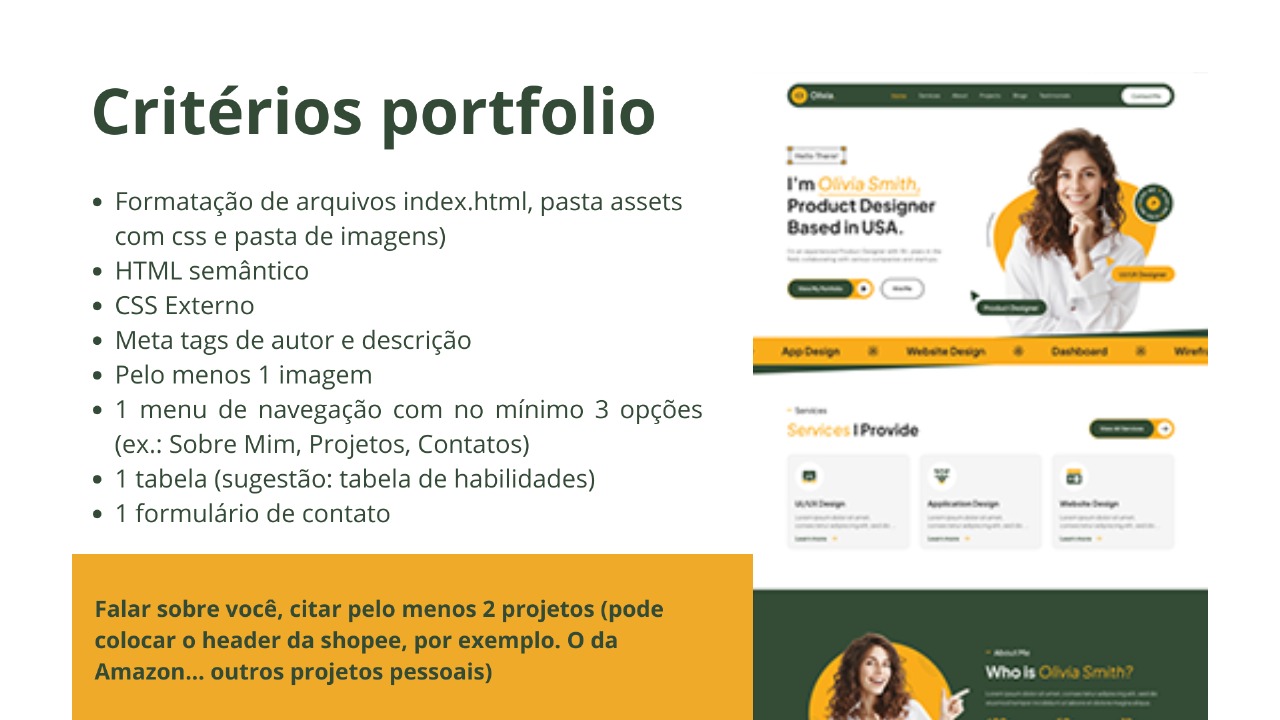 Critérios portfolio
• Formatação de arquivos index.html, pasta assets
com css e pasta de imagens)
• HTML semântico
• CSS Externo
• Meta tags de autor e descrição
• Pelo menos 1 imagem
• 1 menu de navegação com no mínimo 3 opções
(ex.: Sobre Mim, Projetos, Contatos)
• 1 tabela (sugestão: tabela de habilidades)
• 1 formulário de contato
Falar sobre você, citar pelo menos 2 projetos (pode
colocar o header da shopee, por exemplo. O da
Amazon... outros projetos pessoais)
Olivia
Home Services About Projects Blogs Testimonials
Contact Me
Hello There!
I'm Olivia Smith,
Product Designer
Based in USA.
View My Portfolio
Hire Me
UI/UX Designer
Product Designer
App Design Website Design Dashboard Wirefr
Services
Services I Provide
View All Services
UI/UX Design
Application Design
Website Design
Learn more
Learn more
Learn more
About Me
Who is Olivia Smith?